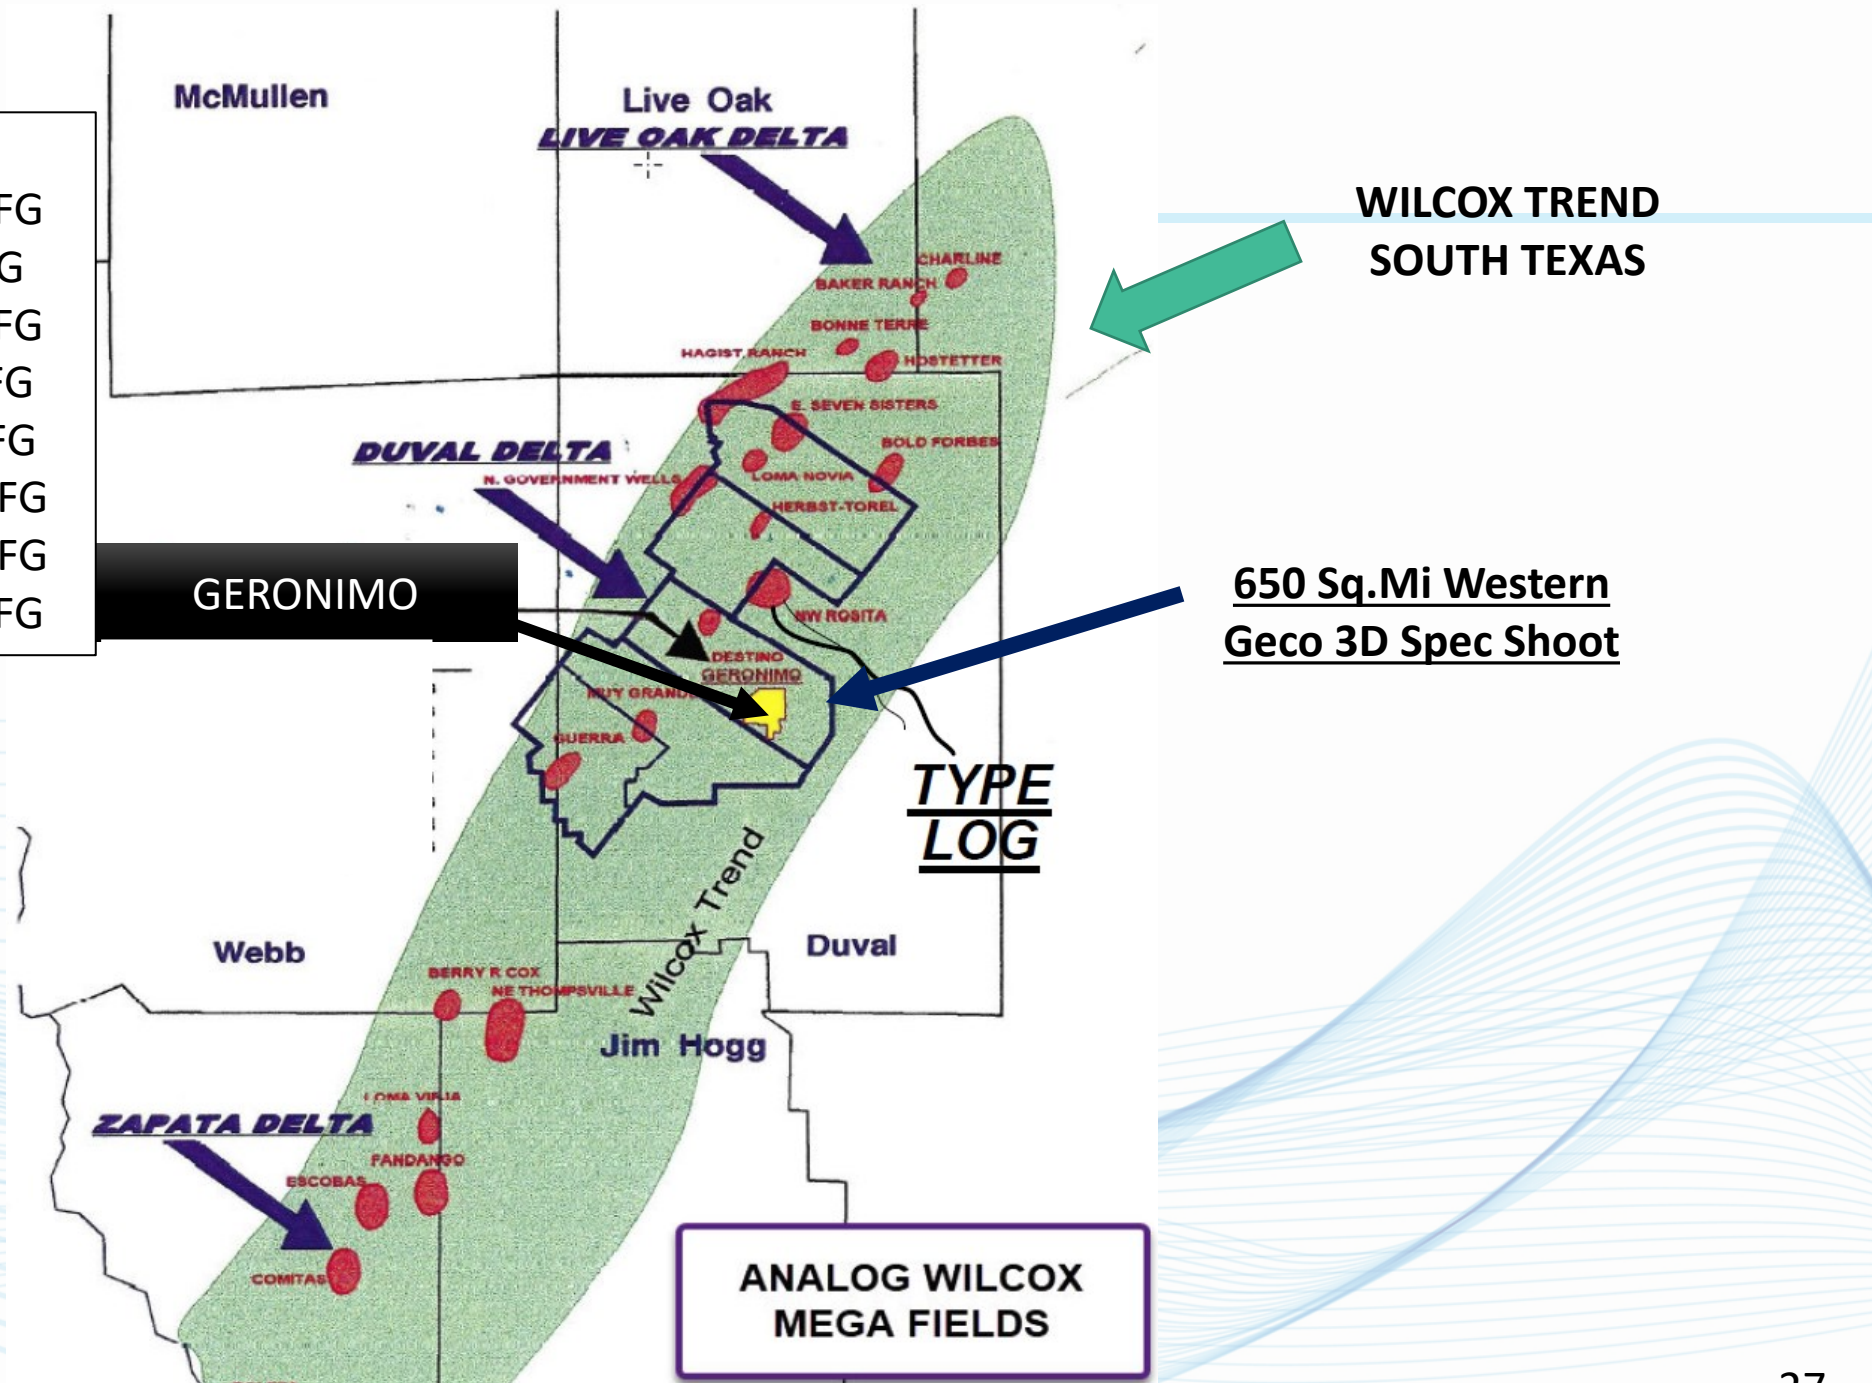 McMullen
Live Oak
LIVE OAK DELTA
FG
G
FG
FG
FG
FG
FG
FG
WILCOX TREND
SOUTH TEXAS
CHARLINE
BAKER RANCH
BONNE TERRE
HAGIST RANCH
HOSTETTER
E. SEVEN SISTERS
BOLD FORBES
DUVAL DELTA
N. GOVERNMENT WELLS
LOMA NOVIA
HERBST-TOREL
GERONIMO
650 Sq.Mi Western
Geco 3D Spec Shoot
NW ROSITA
DESTINO
GERONIMO
MUY GRANDE
GUERRA
TYPE
LOG
Wilcox Trend
Webb
Duval
BERRY R COX
NE THOMPSVILLE
Jim Hogg
LOMA VIEJA
ZAPATA DELTA
FANDANGO
ESCOBAS
COMITAS
ANALOG WILCOX
MEGA FIELDS